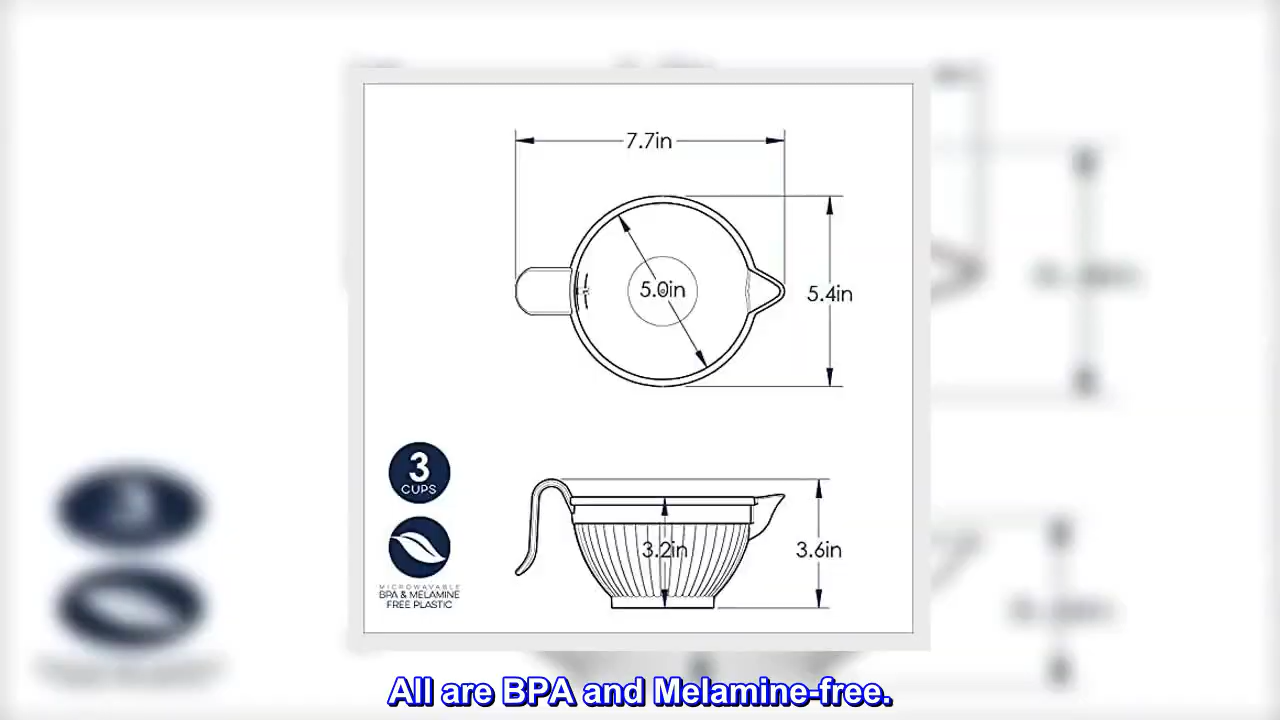 7.7in
5.0in
5.4in
3
CUPS
3.2in
3.6in
MICROWAVABLE
BPA & MELAMINE
FREE PLASTIC
All are BPA and Melamine-free.